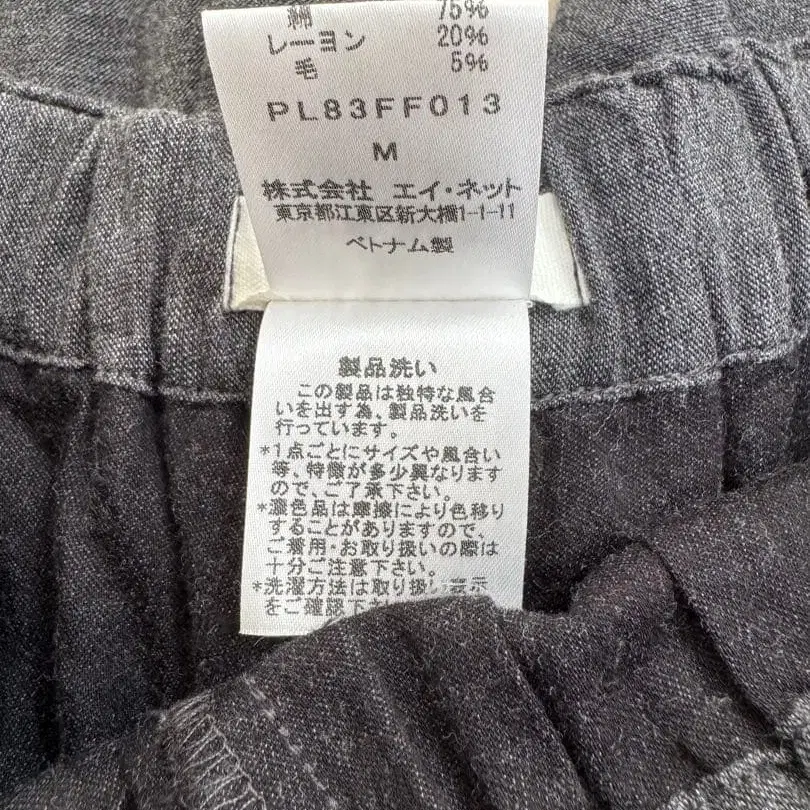 綿 75%
レーヨン 20%
毛 5%
PL83FF013
M
株式会社 エイ・ネット
東京都江東区新大橋1-1-11
ベトナム製
製品洗い
この製品は独特な風合
いを出す為、製品洗いを
行っています。
*1点ごとにサイズや風合い
等、特徴が多少異なります
ので、ご了承下さい。
*濃色品は摩擦により色移り
することがありますので、
ご着用・お取り扱いの際は
十分ご注意下さい。
*洗濯方法は取り扱い表示
をご確認下